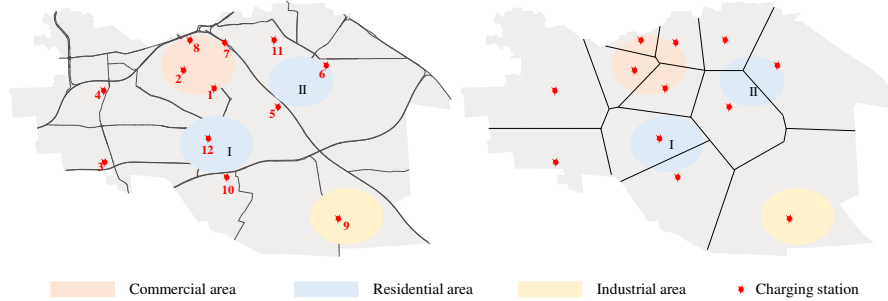 8
7
11
2
6
II
II
4
1
5
12
I
I
3
10
9
Commercial area
Residential area
Industrial area
Charging station